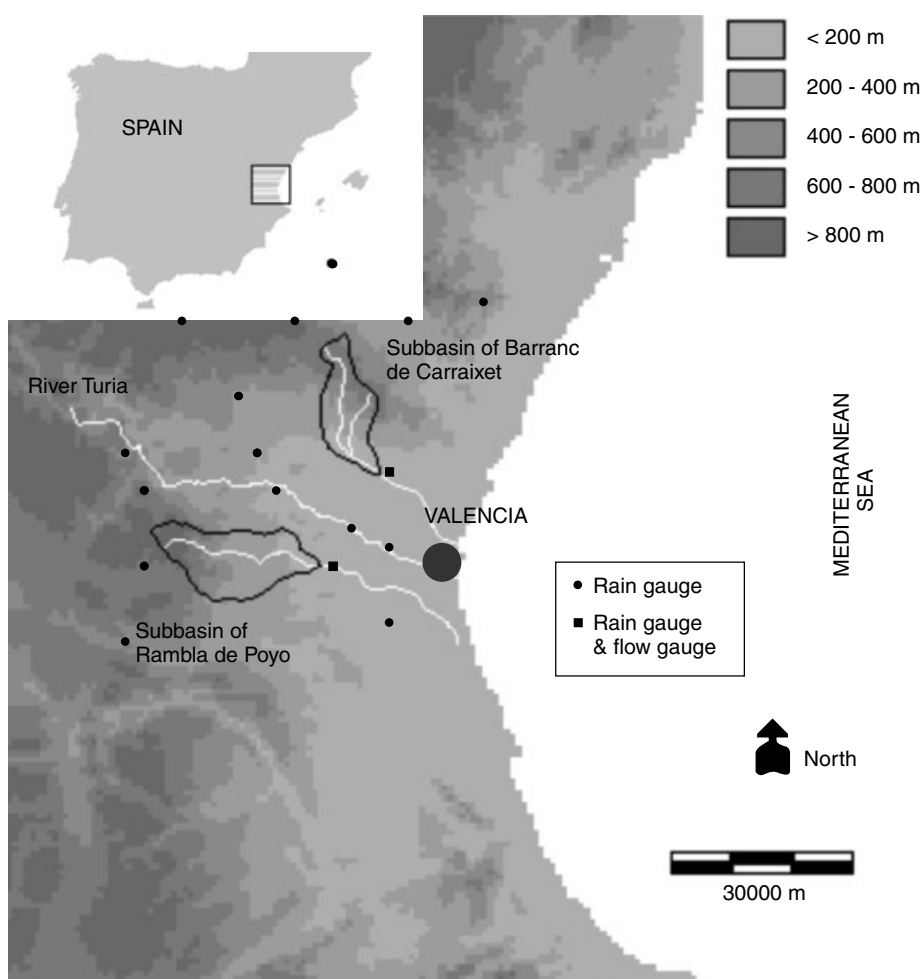 SPAIN
< 200 m
200 - 400 m
400 - 600 m
600 - 800 m
> 800 m
Subbasin of Barranc
de Carraixet
River Turia
VALENCIA
MEDITERRANEAN
SEA
Rain gauge
Rain gauge
& flow gauge
Subbasin of
Rambla de Poyo
North
30000 m